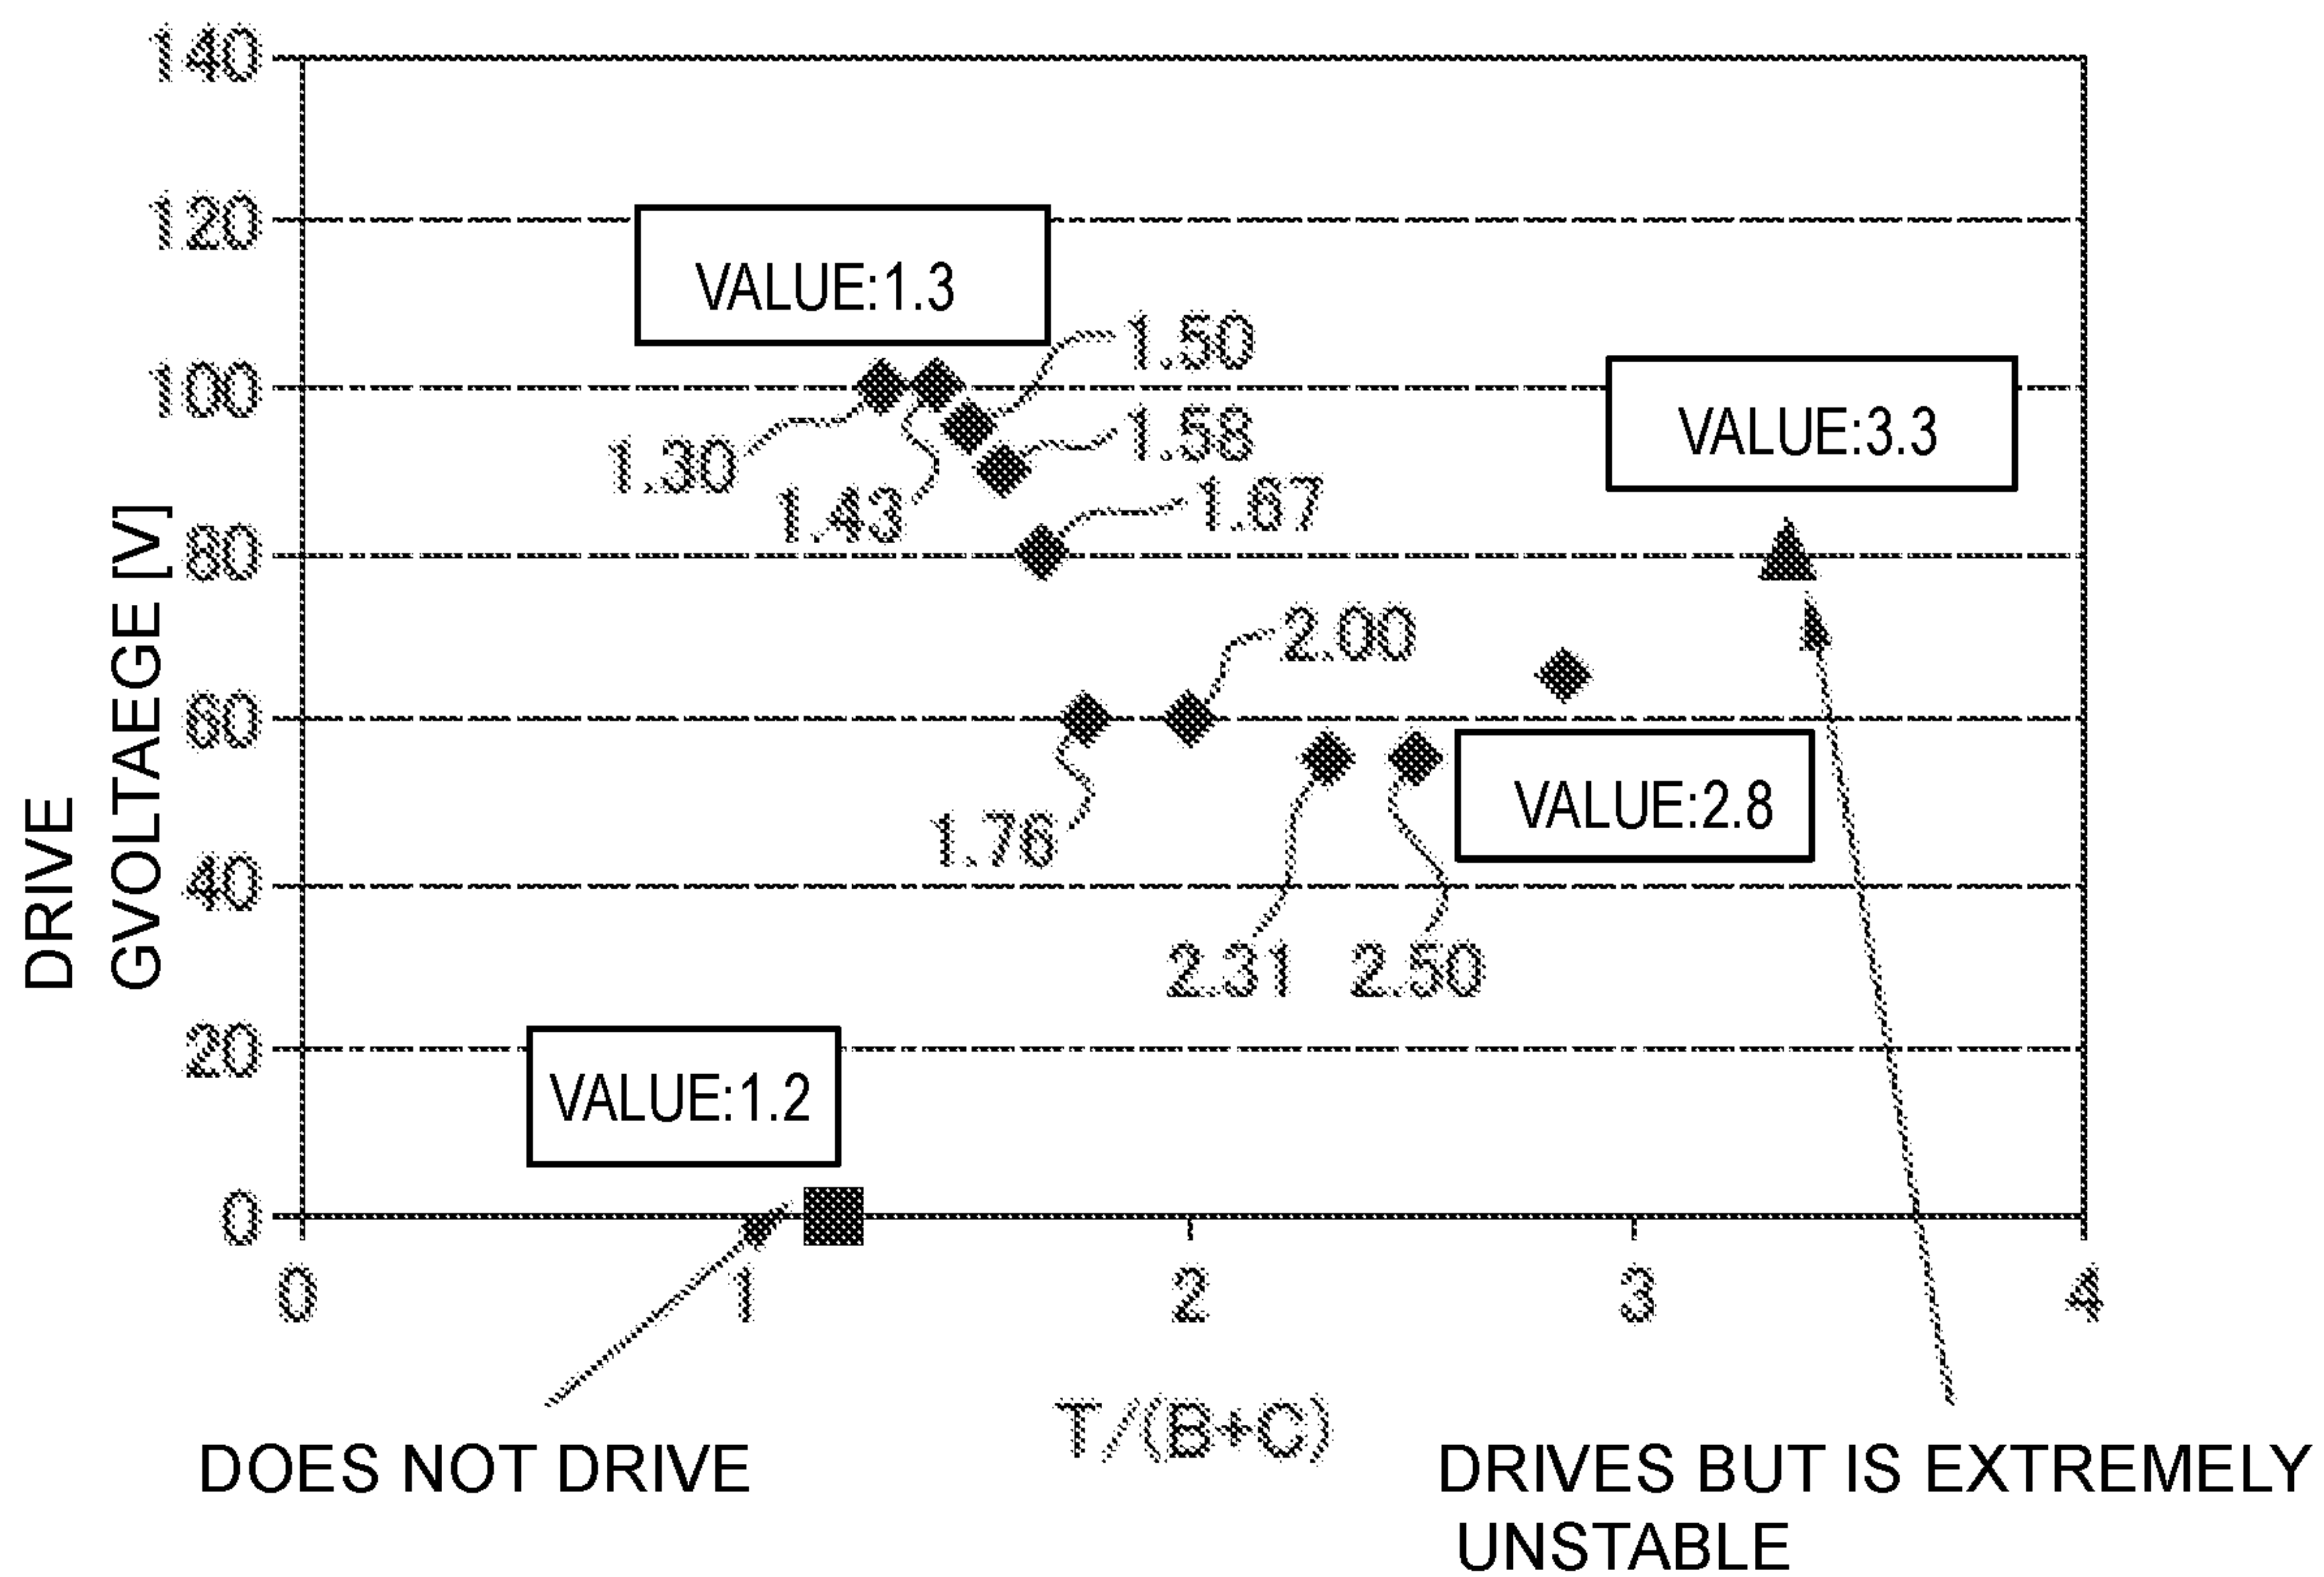 140
120
VALUE:1.3
1.50
100
VALUE:3.3
1.30
1.58
1.43
1.67
80
2.00
60
VALUE:2.8
1.76
40
2.31
2.50
20
VALUE:1.2
0
DRIVE
GVOLTAEGE [V]
0
1
2
3
4
T/(B+C)
DOES NOT DRIVE
DRIVES BUT IS EXTREMELY
UNSTABLE